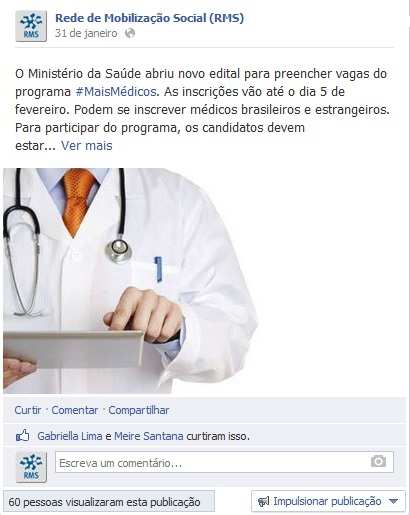 RMS
Rede de Mobilização Social (RMS)
31 de janeiro
O Ministério da Saúde abriu novo edital para preencher vagas do
programa #MaisMédicos. As inscrições vão até o dia 5 de
fevereiro. Podem se inscrever médicos brasileiros e estrangeiros.
Para participar do programa, os candidatos devem
estar... Ver mais
Curtir · Comentar · Compartilhar
Gabriella Lima e Meire Santana curtiram isso.
RMS
Escreva um comentário...
60 pessoas visualizaram esta publicação
Impulsionar publicação